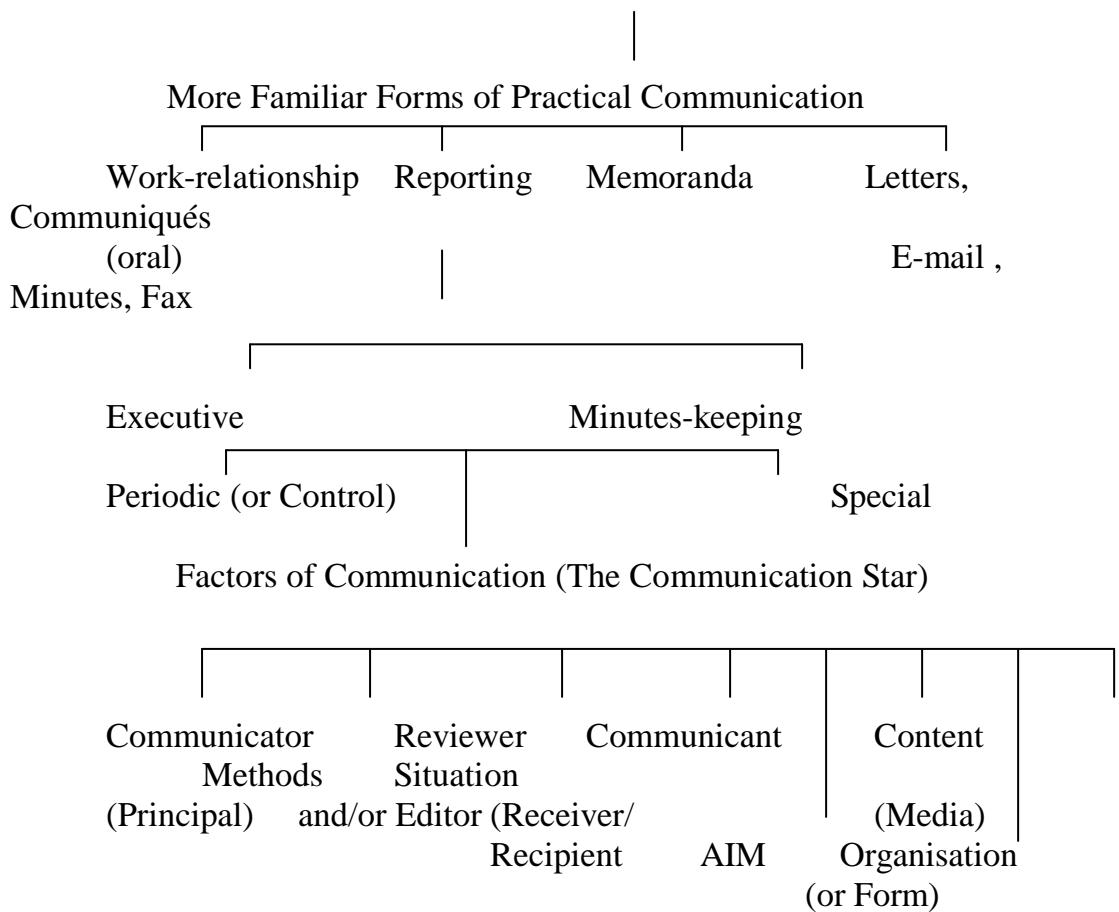 More Familiar Forms of Practical Communication
Work-relationship Reporting Memoranda Letters,
Communiqués
(oral) E-mail ,
Minutes, Fax
Executive Minutes-keeping
Periodic (or Control) Special
Factors of Communication (The Communication Star)
Communicator Reviewer Communicant Content
Methods Situation
(Principal) and/or Editor (Receiver/ (Media)
Recipient AIM Organisation
(or Form)